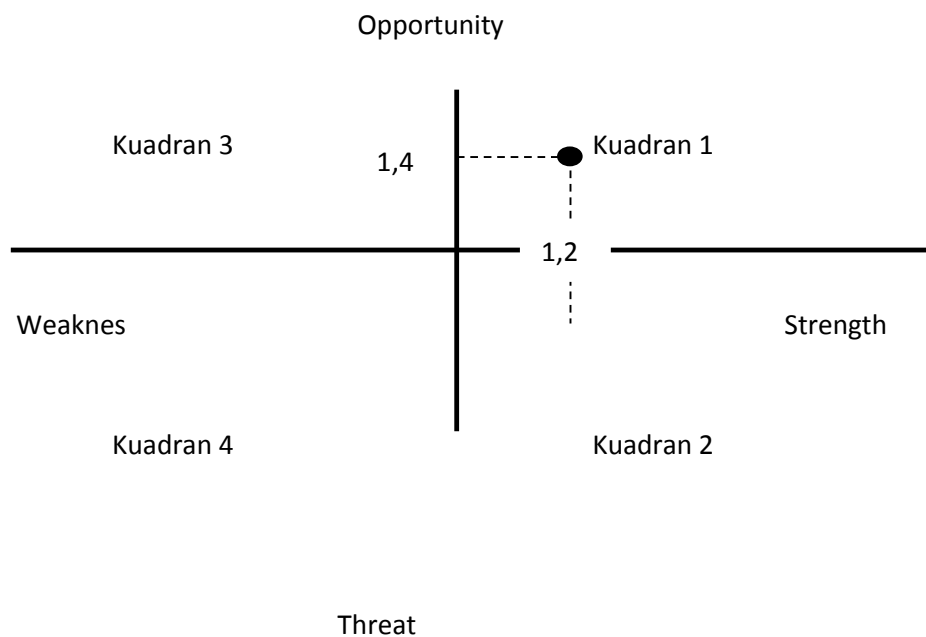 Opportunity
Kuadran 3
Kuadran 1
1,4
1,2
Weaknes
Strength
Kuadran 4
Kuadran 2
Threat